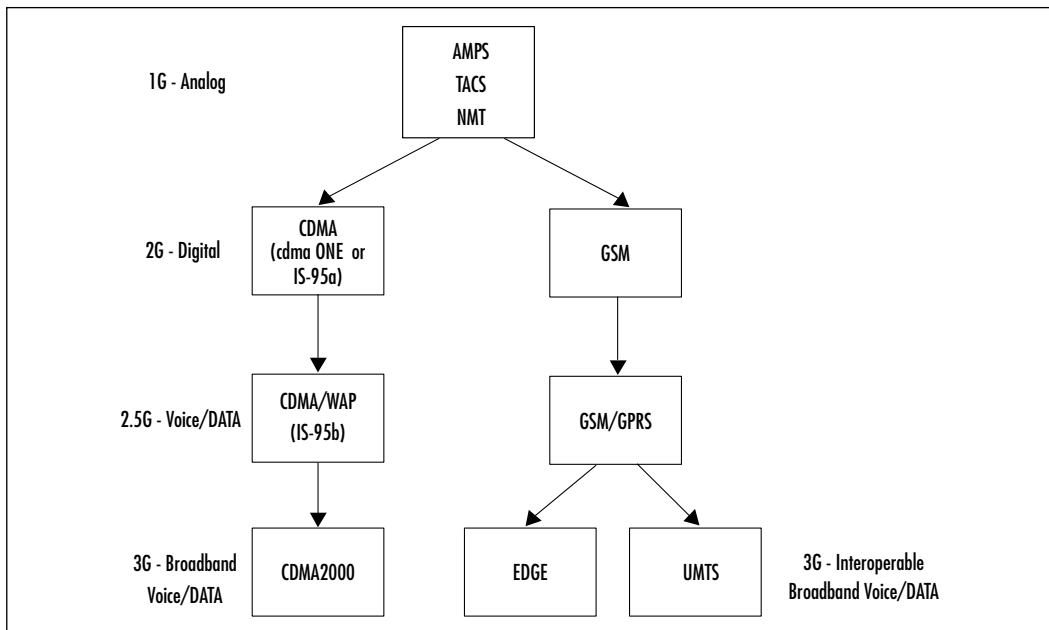 1G - Analog
AMPS
TACS
NMT
2G - Digital
CDMA
(cdma ONE or
IS-95a)
GSM
2.5G - Voice/DATA
CDMA/WAP
(IS-95b)
GSM/GPRS
3G - Broadband
Voice/DATA
CDMA2000
EDGE
UMTS
3G - Interoperable
Broadband Voice/DATA